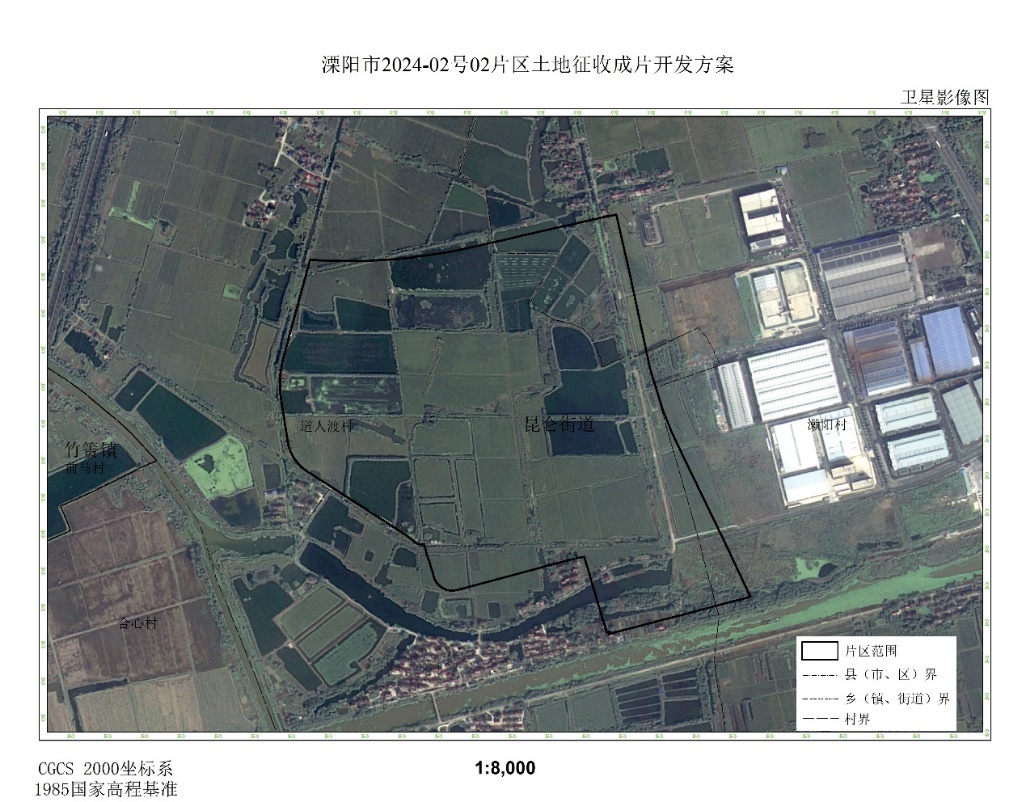 溧阳市2024-02号02片区土地征收成片开发方案
卫星影像图
道人渡村
昆仑街道
濑阳村
竹箦镇
前马村
合心村
片区范围
县（市、区）界
乡（镇、街道）界
村界
CGCS 2000坐标系
1:8,000
1985国家高程基准